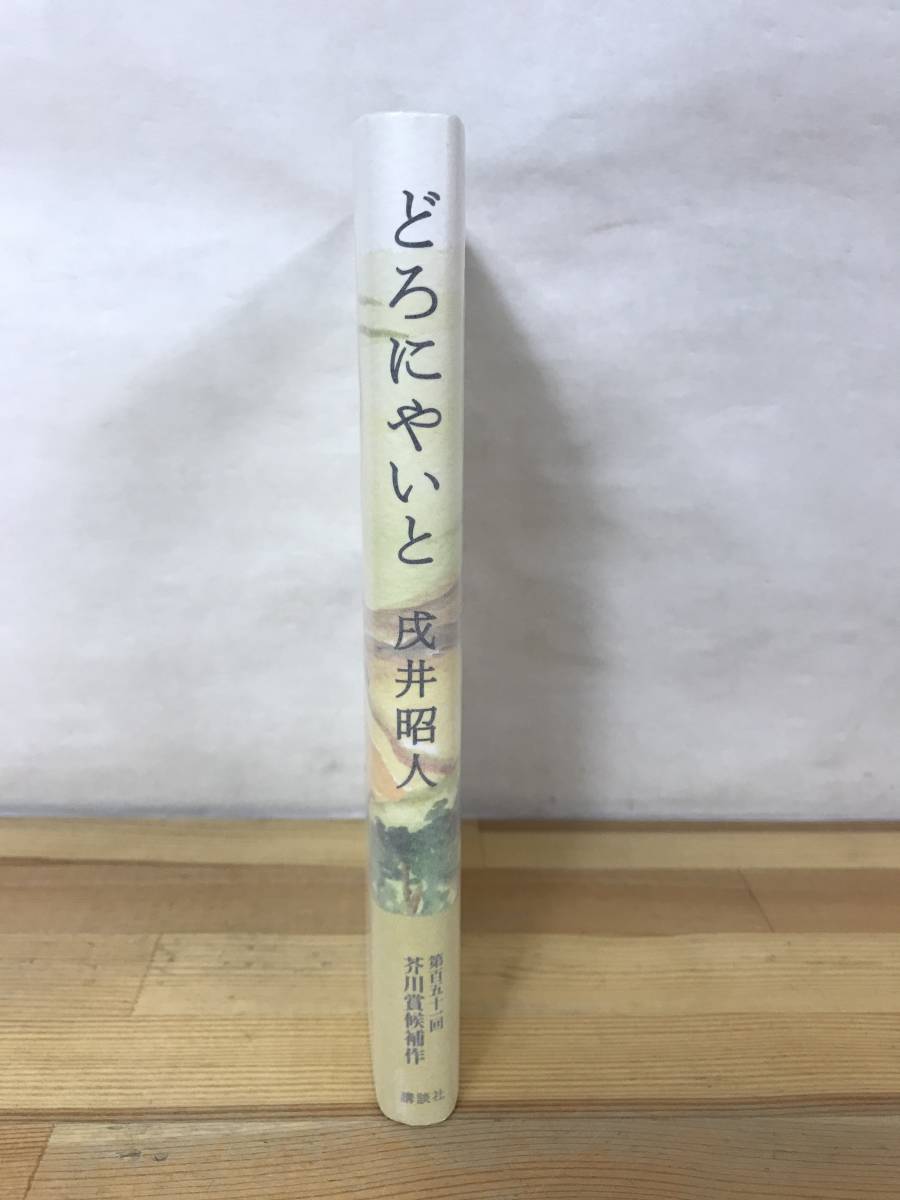 どろにやいと
戌井昭人
第百五十一回
芥川賞候補作
講談社